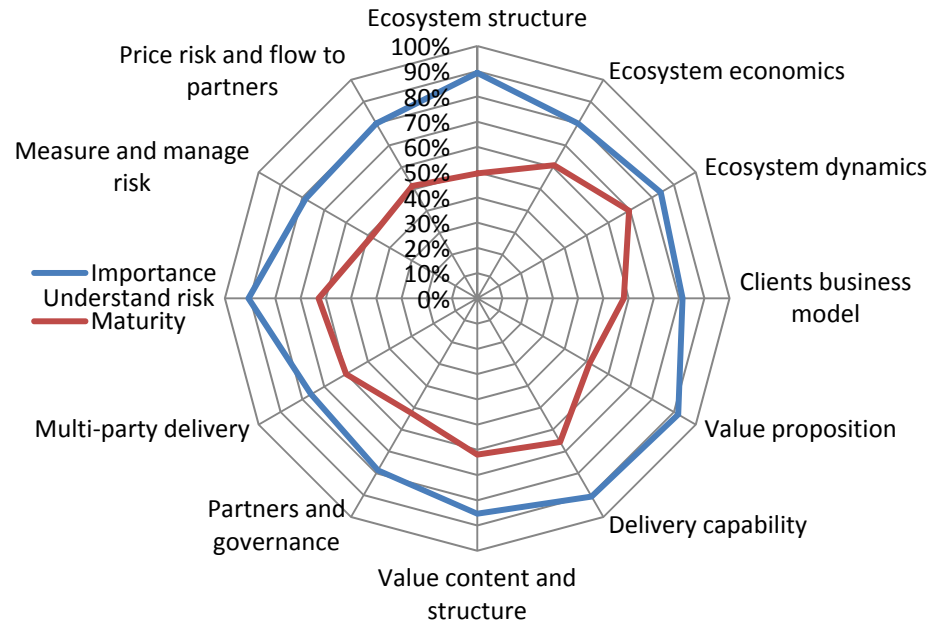 Ecosystem structure
100%
90%
80%
70%
60%
50%
40%
30%
20%
10%
0%
Ecosystem economics
Ecosystem dynamics
Clients business
model
Value proposition
Delivery capability
Value content and
structure
Partners and
governance
Multi-party delivery
Understand risk
Measure and manage
risk
Price risk and flow to
partners
Importance
Maturity